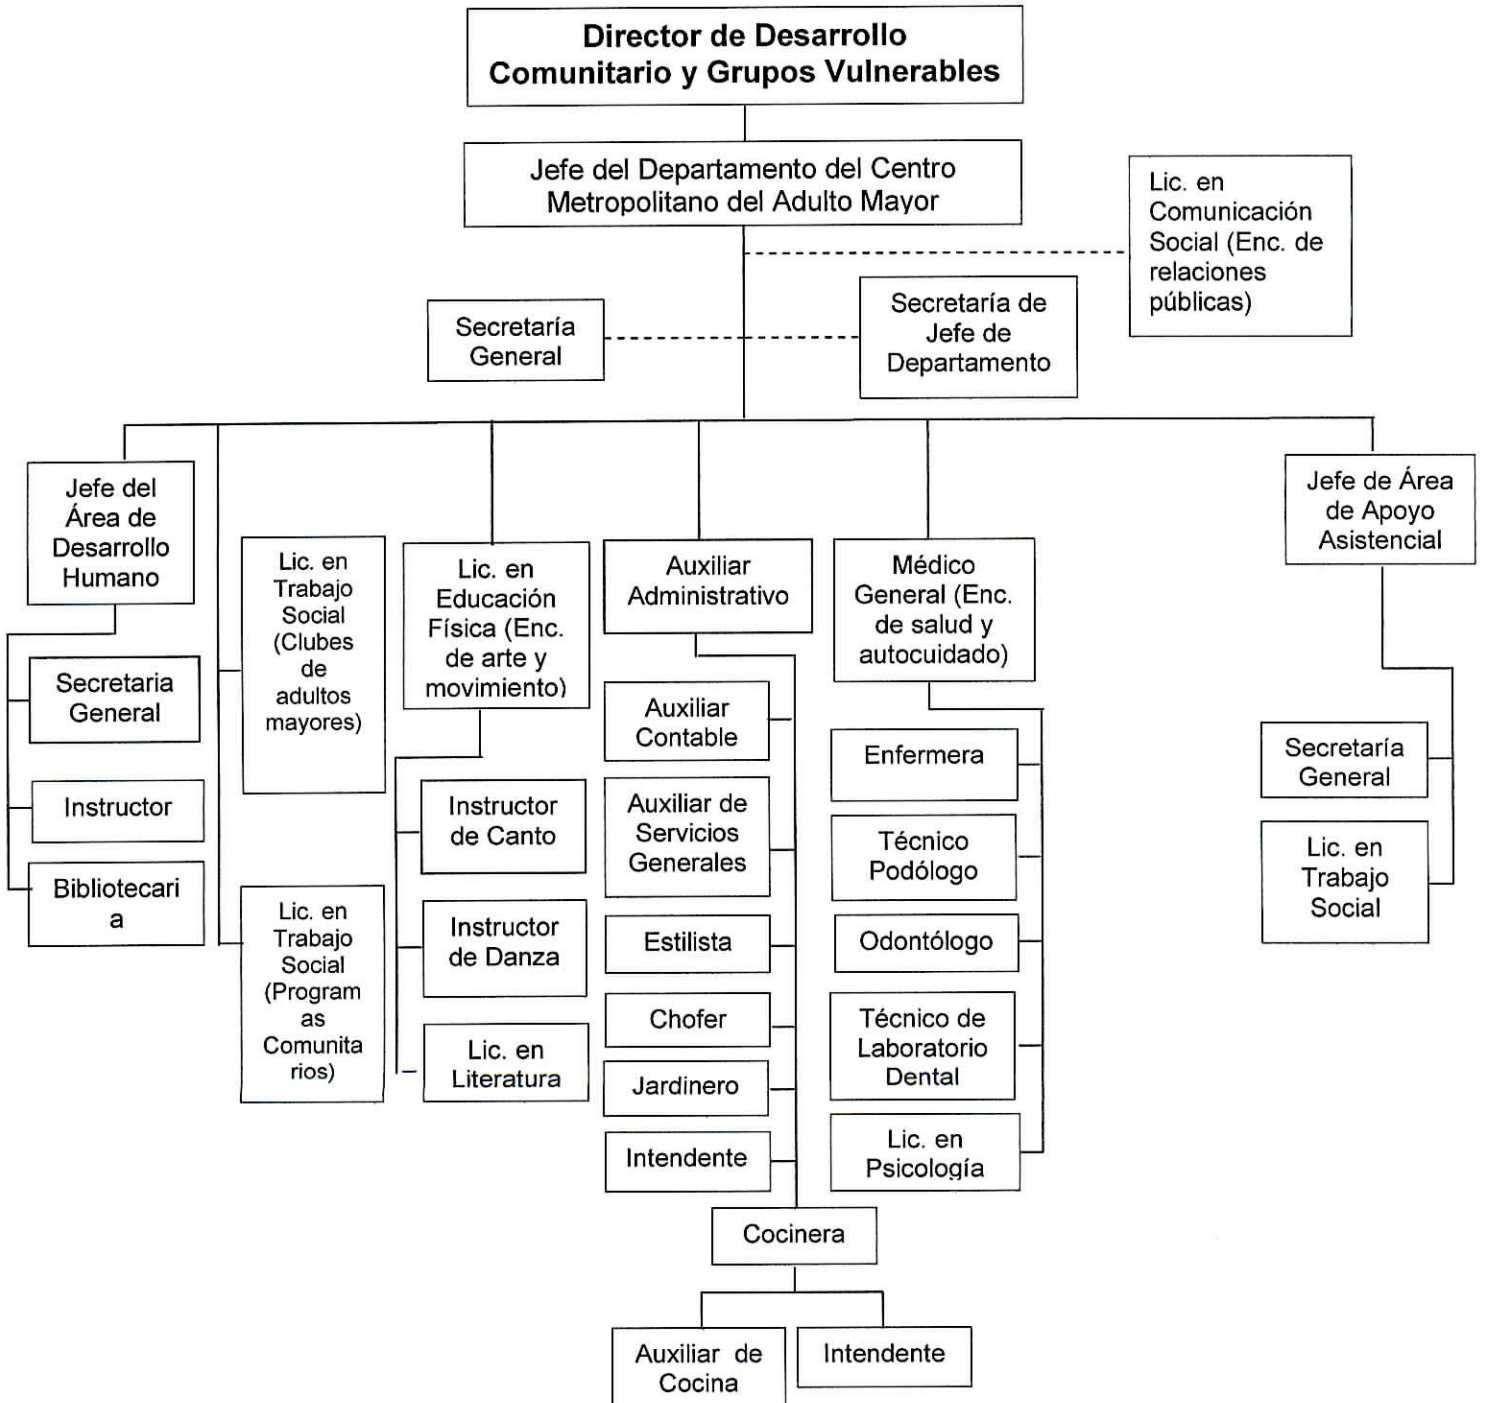 Director de Desarrollo
Comunitario y Grupos Vulnerables
Jefe del Departamento del Centro
Metropolitano del Adulto Mayor
Lic. en
Comunicación
Social (Enc. de
relaciones
públicas)
Secretaría
General
Secretaría de
Jefe de
Departamento
Jefe del
Área de
Desarrollo
Humano
Secretaria
General
Instructor
Bibliotecari
a
Lic. en
Trabajo
Social
(Clubes
de
adultos
mayores)
Lic. en
Trabajo
Social
(Program
as
Comunita
rios)
Lic. en
Educación
Física (Enc.
de arte y
movimiento)
Instructor
de Canto
Instructor
de Danza
Lic. en
Literatura
Auxiliar
Administrativo
Auxiliar
Contable
Auxiliar de
Servicios
Generales
Estilista
Chofer
Jardinero
Intendente
Cocinera
Auxiliar de
Cocina
Intendente
Médico
General (Enc.
de salud y
autocuidado)
Enfermera
Técnico
Podólogo
Odontólogo
Técnico de
Laboratorio
Dental
Lic. en
Psicología
Jefe de Área
de Apoyo
Asistencial
Secretaría
General
Lic. en
Trabajo
Social